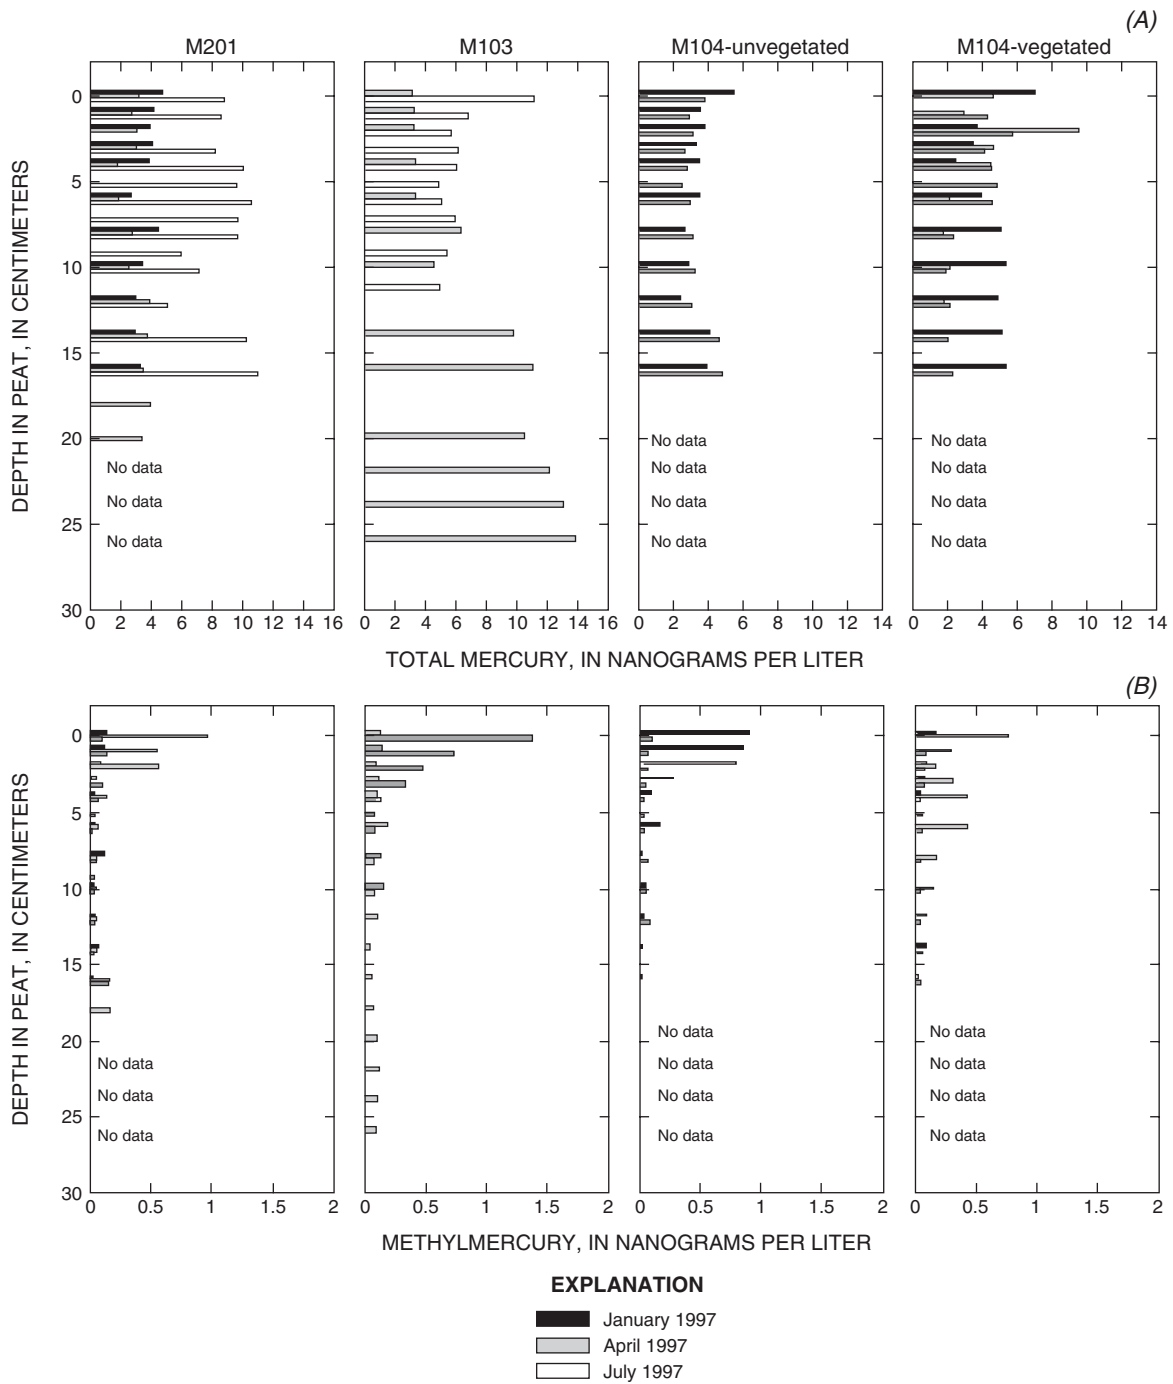 (A)
M201 M103 M104-unvegetated M104-vegetated
0
5
10
15
20
25
30
DEPTH IN PEAT, IN CENTIMETERS
No data No data
No data No data No data
No data No data No data
No data No data No data
0 2 4 6 8 10 12 14 16 0 2 4 6 8 10 12 14 16 0 2 4 6 8 10 12 14 0 2 4 6 8 10 12 14
TOTAL MERCURY, IN NANOGRAMS PER LITER
(B)
0
5
10
15
20
25
30
DEPTH IN PEAT, IN CENTIMETERS
No data No data
No data No data No data
No data No data No data
No data No data No data
0 0.5 1 1.5 2 0 0.5 1 1.5 2 0 0.5 1 1.5 2 0 0.5 1 1.5 2
METHYLMERCURY, IN NANOGRAMS PER LITER
EXPLANATION
January 1997
April 1997
July 1997